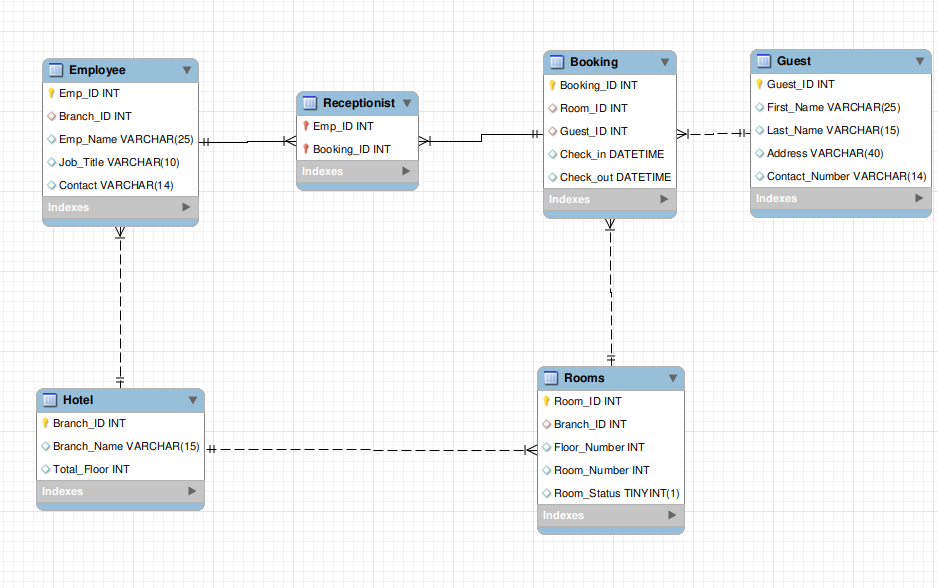 Employee
Emp_ID INT
Branch_ID INT
Emp_Name VARCHAR(25)
Job_Title VARCHAR(10)
Contact VARCHAR(14)
Indexes
Receptionist
Emp_ID INT
Booking_ID INT
Indexes
Booking
Booking_ID INT
Room_ID INT
Guest_ID INT
Check_in DATETIME
Check_out DATETIME
Indexes
Guest
Guest_ID INT
First_Name VARCHAR(25)
Last_Name VARCHAR(15)
Address VARCHAR(40)
Contact_Number VARCHAR(14)
Indexes
Hotel
Branch_ID INT
Branch_Name VARCHAR(15)
Total_Floor INT
Indexes
Rooms
Room_ID INT
Branch_ID INT
Floor_Number INT
Room_Number INT
Room_Status TINYINT(1)
Indexes